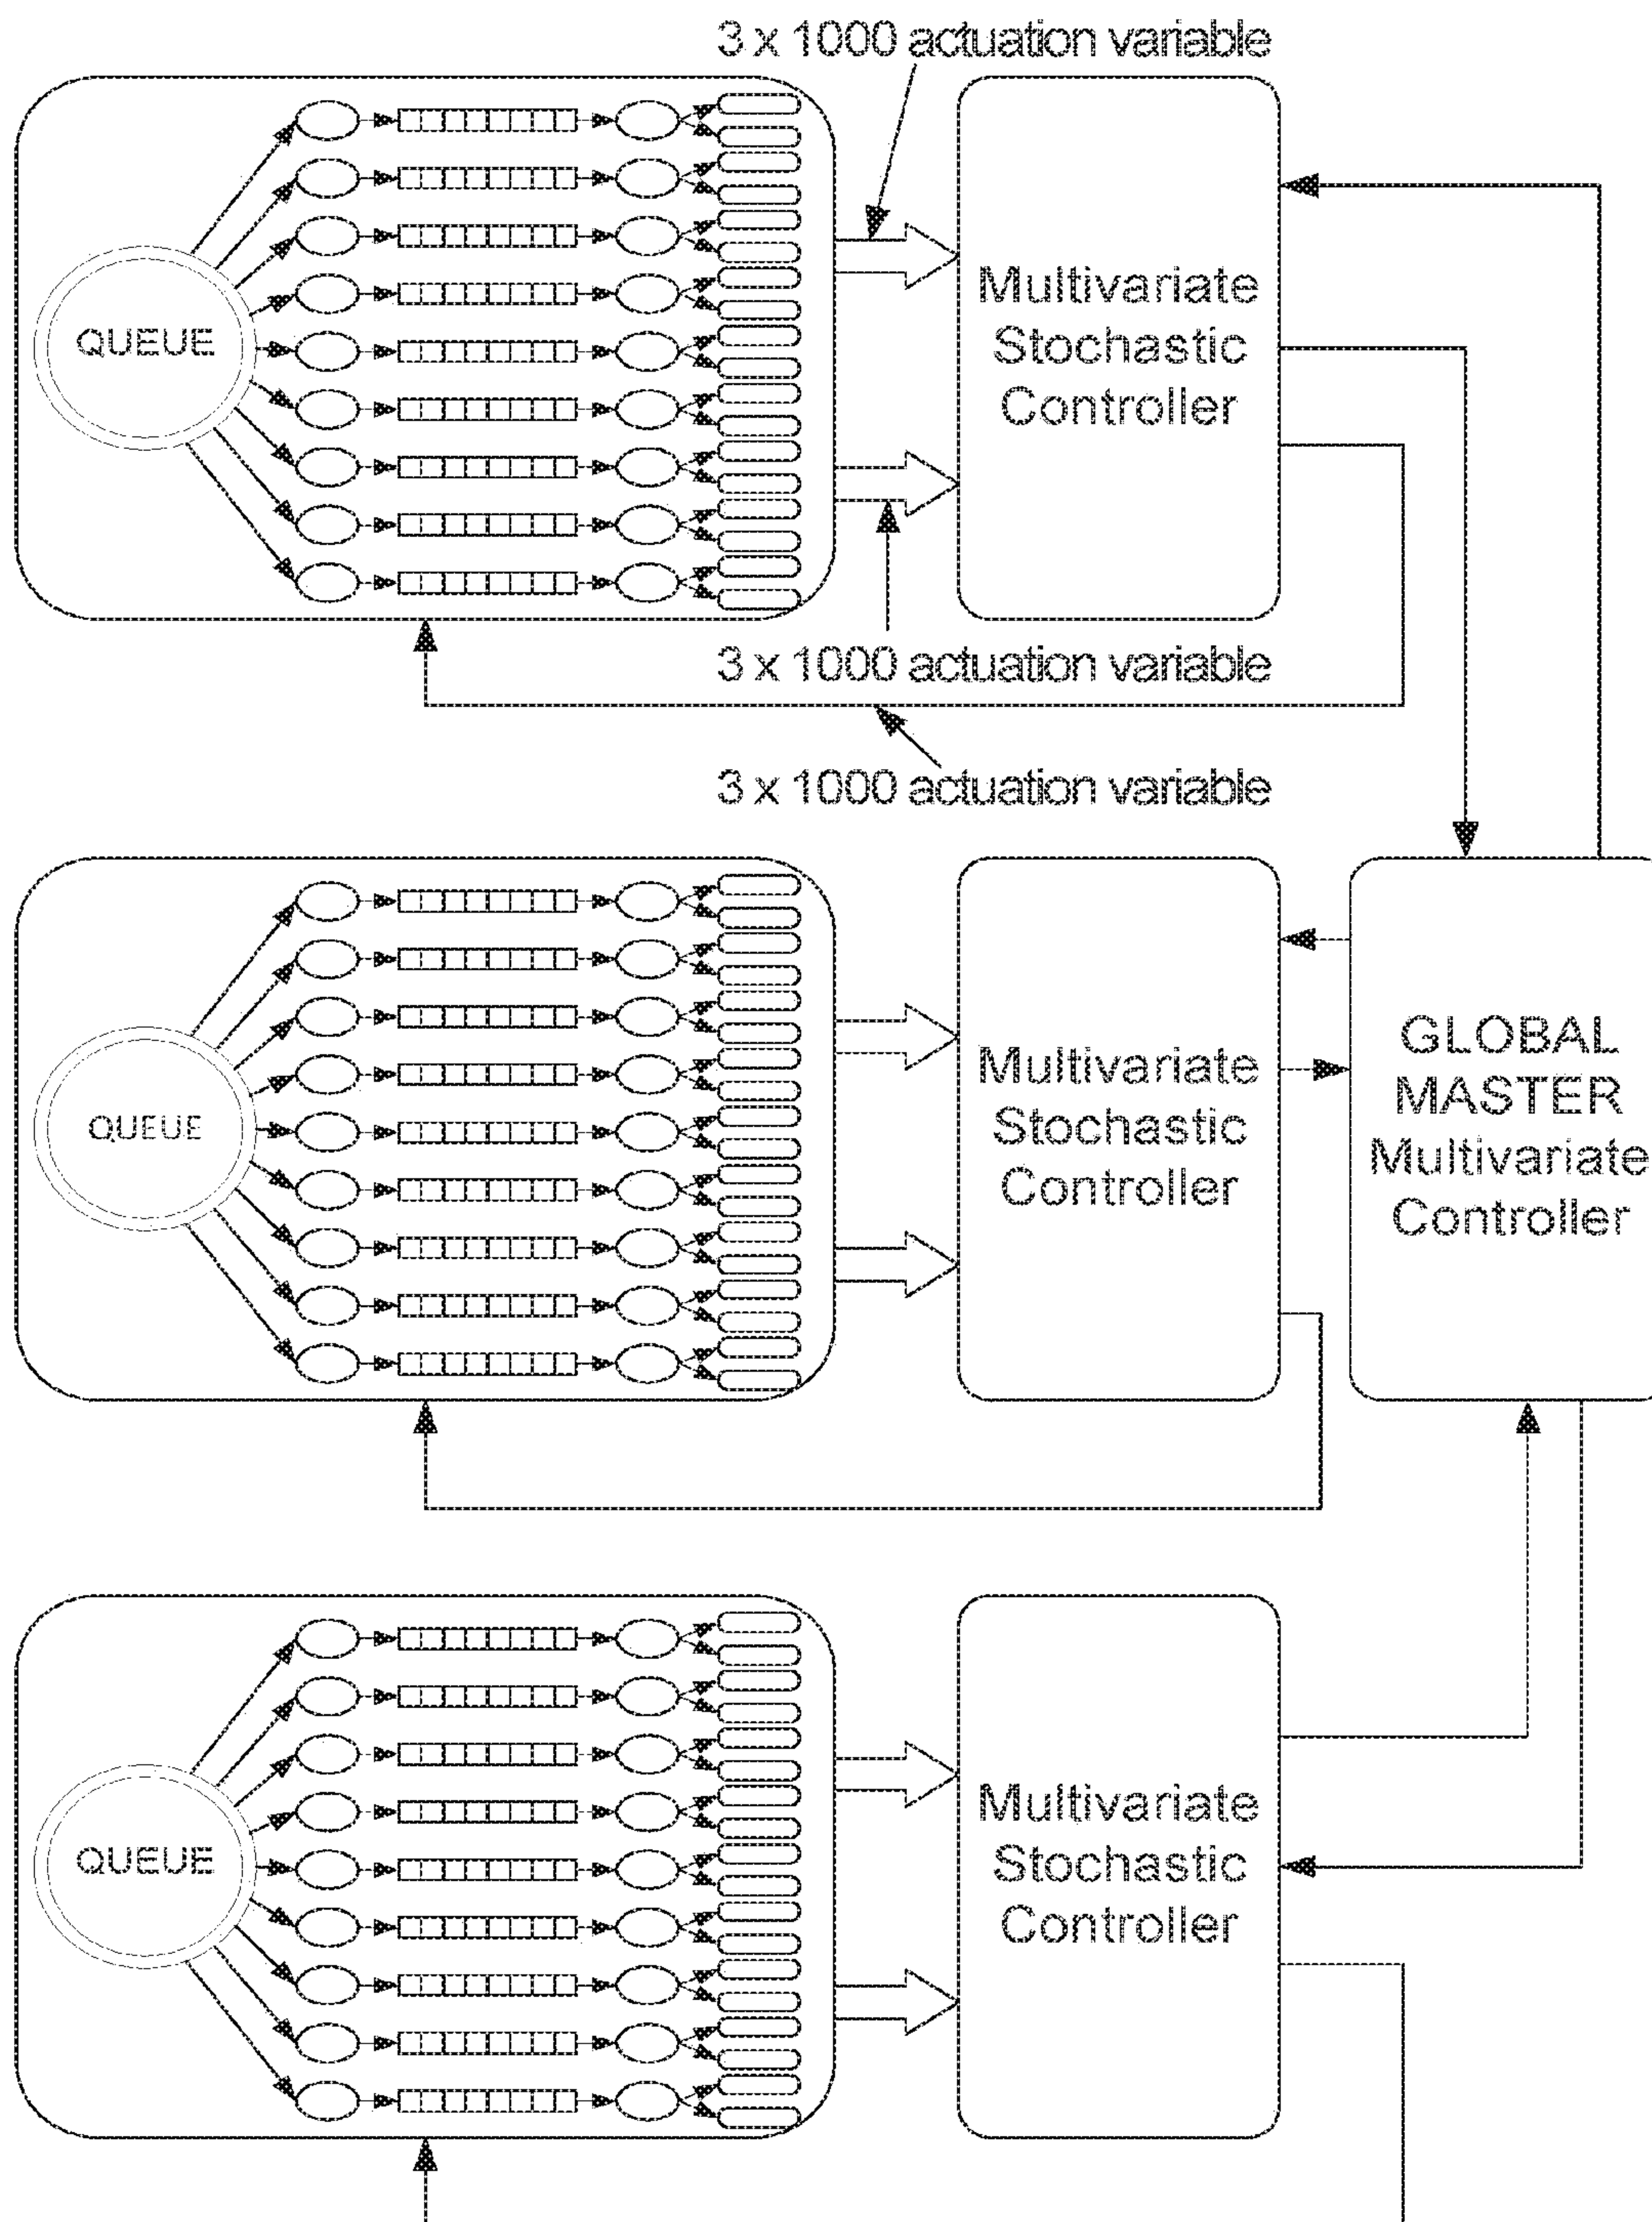 3 x 1000 actuation variable
QUEUE
Multivariate
Stochastic
Controller
3 x 1000 actuation variable
3 x 1000 actuation variable
QUEUE
Multivariate
Stochastic
Controller
GLOBAL
MASTER
Multivariate
Controller
QUEUE
Multivariate
Stochastic
Controller